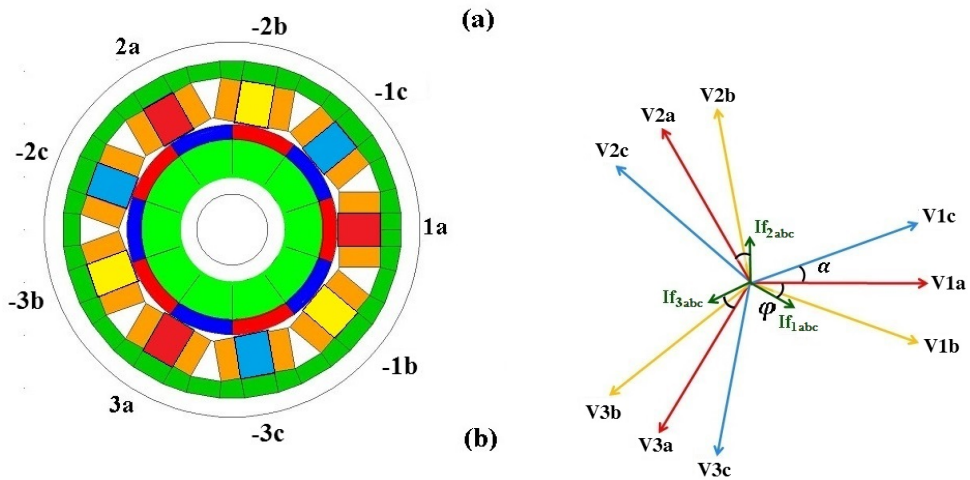 (a)
-2b
2a
-1c
-2c
1a
-3b
-1b
3a
-3c
(b)
V2b
V2a
V2c
V1c
If2abc
α
V1a
If3abc
φ
If1abc
V1b
V3b
V3a
V3c